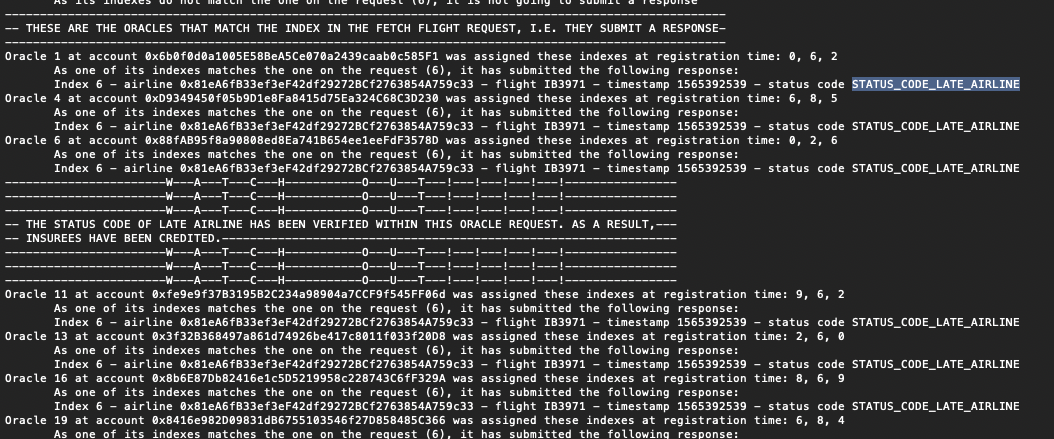 As its indexes do not match the one on the request (6), it is not going to submit a response
————————————————————————————————————————
—— THESE ARE THE ORACLES THAT MATCH THE INDEX IN THE FETCH FLIGHT REQUEST, I.E. THEY SUBMIT A RESPONSE—
————————————————————————————————————————
Oracle 1 at account 0x6b0f0d0a1005E58BeA5Ce070a2439caab0c585F1 was assigned these indexes at registration time: 0, 6, 2
As one of its indexes matches the one on the request (6), it has submitted the following response:
Index 6 — airline 0x81eA6fB33ef3eF42df29272BCf2763854A759c33 — flight IB3971 — timestamp 1565392539 — status code STATUS_CODE_LATE_AIRLINE
Oracle 4 at account 0xD9349450f05b9D1e8Fa8415d75Ea324C68C3D230 was assigned these indexes at registration time: 6, 8, 5
As one of its indexes matches the one on the request (6), it has submitted the following response:
Index 6 — airline 0x81eA6fB33ef3eF42df29272BCf2763854A759c33 — flight IB3971 — timestamp 1565392539 — status code STATUS_CODE_LATE_AIRLINE
Oracle 6 at account 0x88fAB95f8a90808ed8Ea741B654ee1eeFdF3578D was assigned these indexes at registration time: 0, 2, 6
As one of its indexes matches the one on the request (6), it has submitted the following response:
Index 6 — airline 0x81eA6fB33ef3eF42df29272BCf2763854A759c33 — flight IB3971 — timestamp 1565392539 — status code STATUS_CODE_LATE_AIRLINE
———————————————W———A———T———C———H———————————O———U———T———!———!———!———!———!————————————————
———————————————W———A———T———C———H———————————O———U———T———!———!———!———!———!————————————————
———————————————W———A———T———C———H———————————O———U———T———!———!———!———!———!————————————————
—— THE STATUS CODE OF LATE AIRLINE HAS BEEN VERIFIED WITHIN THIS ORACLE REQUEST. AS A RESULT,———
—— INSUREES HAVE BEEN CREDITED.————————————————————————————
———————————————W———A———T———C———H———————————O———U———T———!———!———!———!———!————————————————
———————————————W———A———T———C———H———————————O———U———T———!———!———!———!———!————————————————
———————————————W———A———T———C———H———————————O———U———T———!———!———!———!———!————————————————
Oracle 11 at account 0xfe9e9f37B3195B2C234a98904a7CCF9f545FF06d was assigned these indexes at registration time: 9, 6, 2
As one of its indexes matches the one on the request (6), it has submitted the following response:
Index 6 — airline 0x81eA6fB33ef3eF42df29272BCf2763854A759c33 — flight IB3971 — timestamp 1565392539 — status code STATUS_CODE_LATE_AIRLINE
Oracle 13 at account 0x3f32B368497a861d74926be417c8011f033f20D8 was assigned these indexes at registration time: 2, 6, 0
As one of its indexes matches the one on the request (6), it has submitted the following response:
Index 6 — airline 0x81eA6fB33ef3eF42df29272BCf2763854A759c33 — flight IB3971 — timestamp 1565392539 — status code STATUS_CODE_LATE_AIRLINE
Oracle 16 at account 0x8b6E87Db82416e1c5D5219958c228743C6fF329A was assigned these indexes at registration time: 8, 6, 9
As one of its indexes matches the one on the request (6), it has submitted the following response:
Index 6 — airline 0x81eA6fB33ef3eF42df29272BCf2763854A759c33 — flight IB3971 — timestamp 1565392539 — status code STATUS_CODE_LATE_AIRLINE
Oracle 19 at account 0x8416e982D09831dB6755103546f27D858485C366 was assigned these indexes at registration time: 6, 8, 4
As one of its indexes matches the one on the request (6), it has submitted the following response: